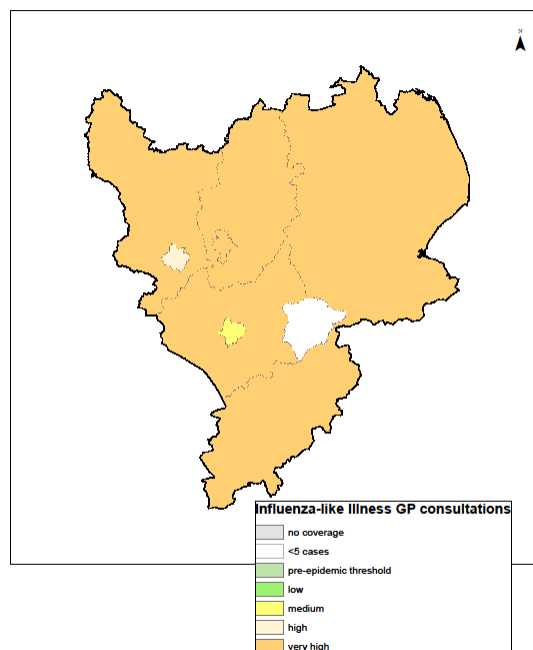 N
Influenza-like Illness GP consultations
no coverage
<5 cases
pre-epidemic threshold
low
medium
high
very high